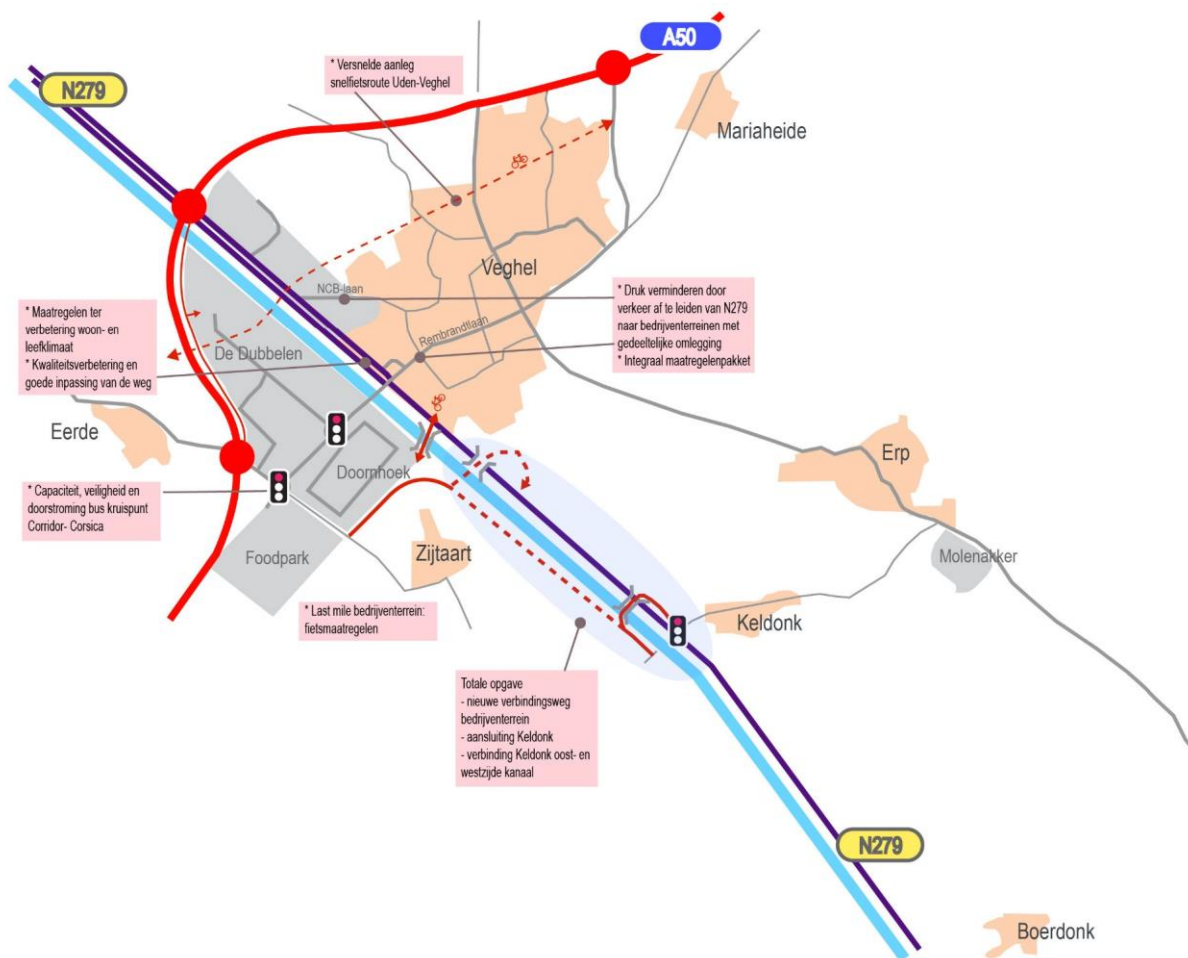 A50
N279
* Versnelde aanleg
snelfietsroute Uden-Veghel
Mariaheide
Veghel
NCB-laan
* Maatregelen ter
verbetering woon- en
leefklimaat
* Kwaliteitsverbetering en
goede inpassing van de weg
De Dubbelen
Rembrandtlaan
* Druk verminderen door
verkeer af te leiden van N279
naar bedrijventerreinen met
gedeeltelijke omlegging
* Integraal maatregelenpakket
Eerde
Erp
Doornhoek
* Capaciteit, veiligheid en
doorstroming bus kruispunt
Corridor- Corsica
Foodpark
Zijtaart
Molenakker
* Last mile bedrijventerrein:
fietsmaatregelen
Keldonk
Totale opgave
- nieuwe verbindingsweg
bedrijventerrein
- aansluiting Keldonk
- verbinding Keldonk oost- en
westzijde kanaal
N279
Boerdonk